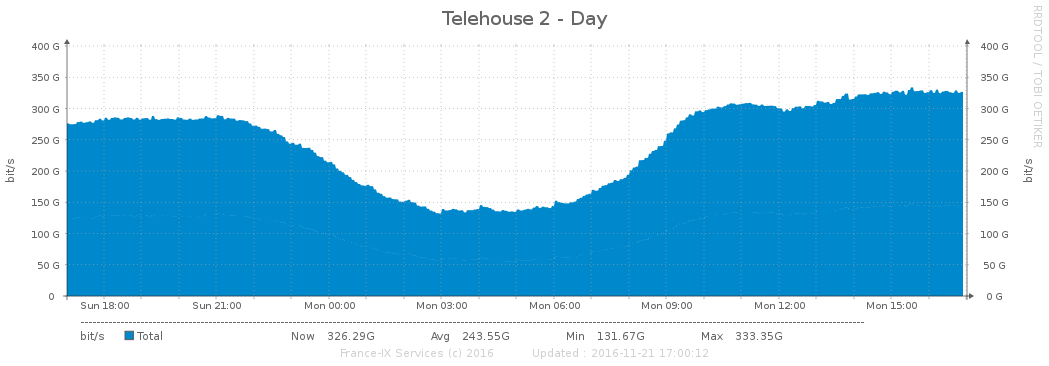 Telehouse 2 - Day
RRDTOOL / TOBI OETIKER
400 G 400 G
350 G 350 G
300 G 300 G
250 G 250 G
200 G 200 G
150 G 150 G
100 G 100 G
50 G 50 G
0 0 G
bit/s bit/s
Sun 18:00 Sun 21:00 Mon 00:00 Mon 03:00 Mon 06:00 Mon 09:00 Mon 12:00 Mon 15:00
bit/s Total Now 326.29G Avg 243.55G Min 131.67G Max 333.35G
France-IX Services (c) 2016 Updated : 2016-11-21 17:00:12